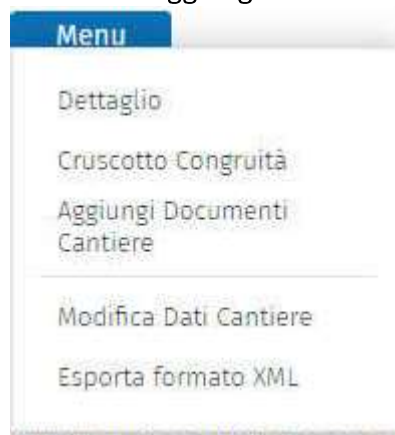 Menu
Dettaglio
Cruscotto Congruità
Aggiungi Documenti
Cantiere
Modifica Dati Cantiere
Esporta formato XML